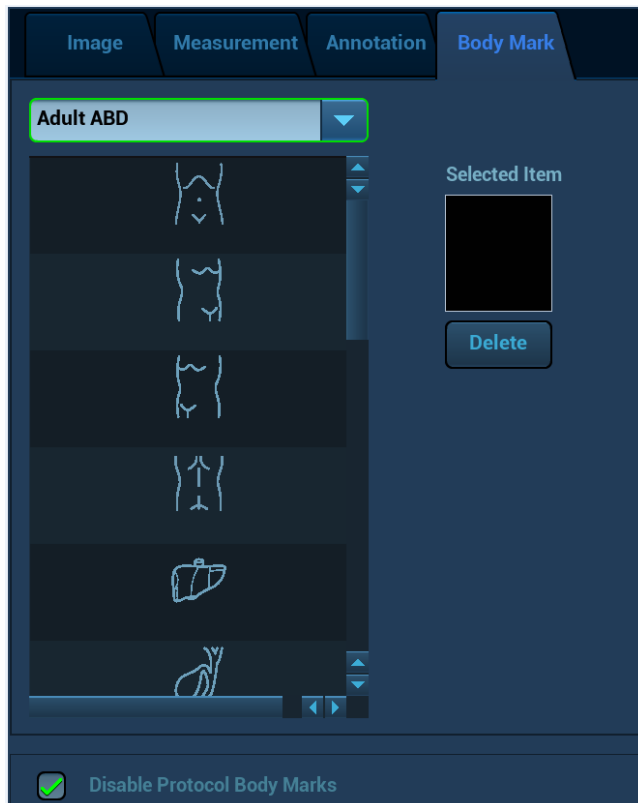 Image Measurement Annotation Body Mark
Adult ABD
Selected Item
Delete
Disable Protocol Body Marks